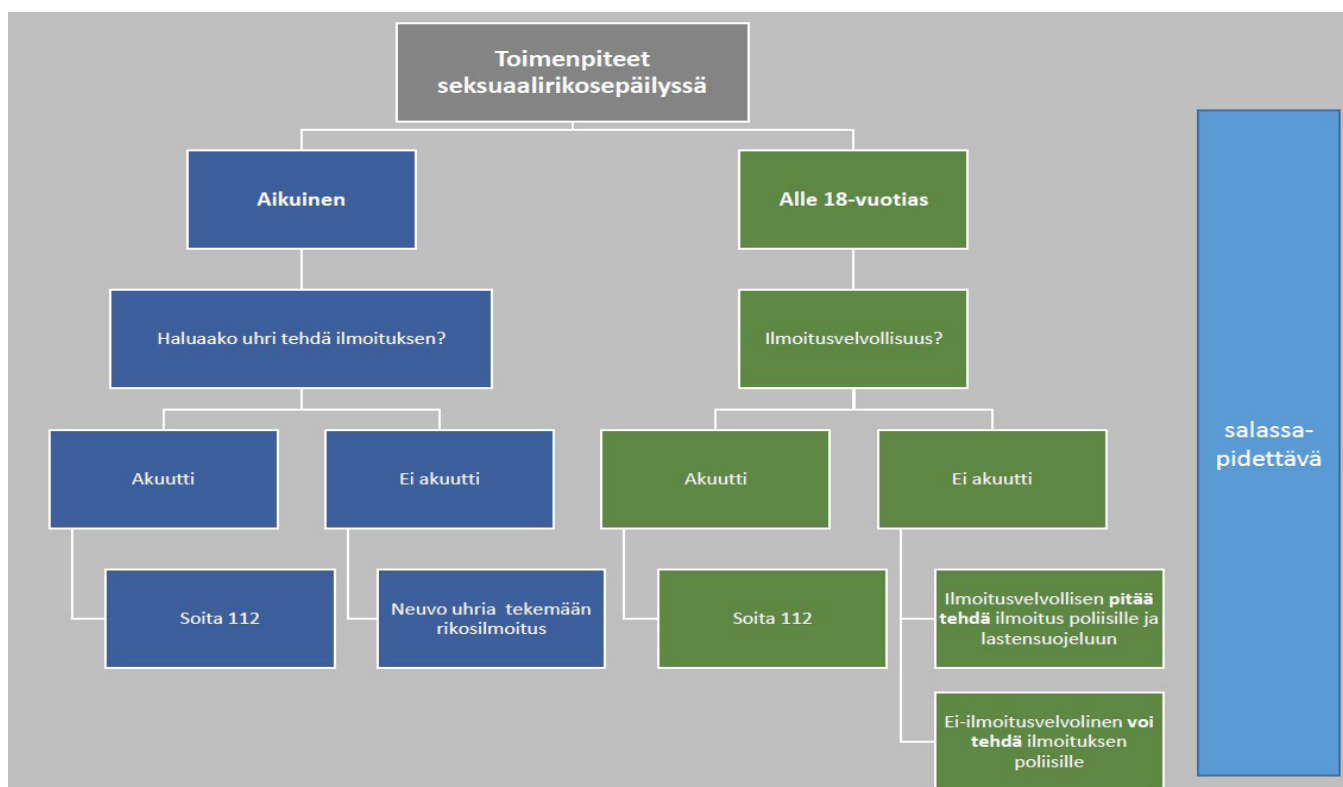 Toimenpiteet
seksuaalirikosepäilyssä
Aikuinen
Alle 18-vuotias
Haluaako uhri tehdä ilmoituksen?
Ilmoitusvelvollisuus?
Akuutti
Ei akuutti
Akuutti
Ei akuutti
Soita 112
Neuvo uhria tekemään
rikosilmoitus
Soita 112
Ilmoitusvelvollisen pitää
tehdä ilmoitus poliisille ja
lastensuojeluun
Ei-ilmoitusvelvolinen voi
tehdä ilmoituksen
poliisille
salassa-
pidettävä